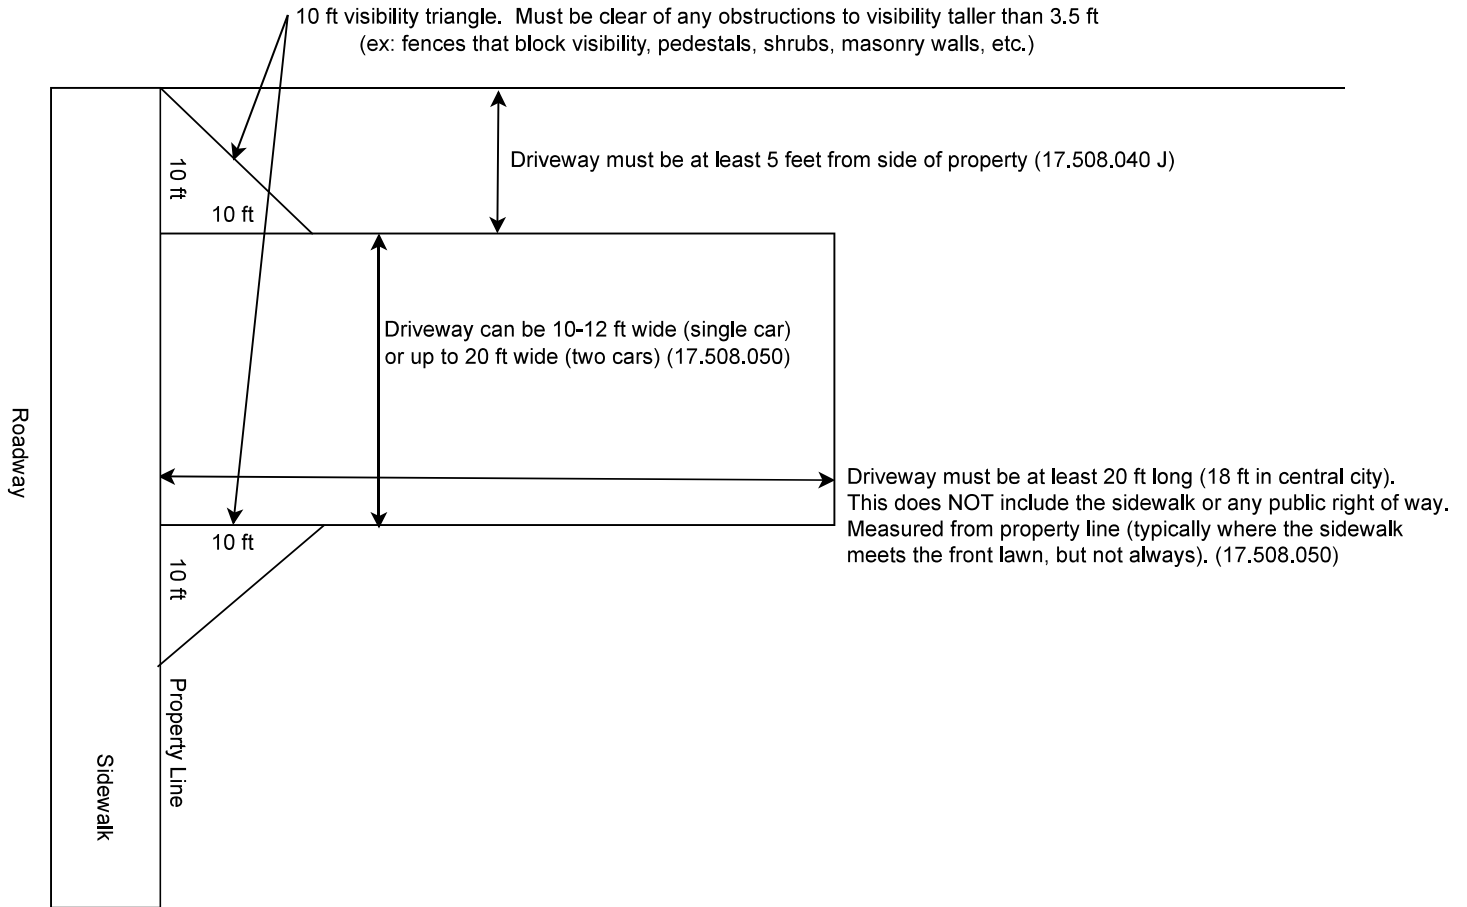 10 ft visibility triangle. Must be clear of any obstructions to visibility taller than 3.5 ft
(ex: fences that block visibility, pedestals, shrubs, masonry walls, etc.)
10 ft
10 ft
Driveway must be at least 5 feet from side of property (17.508.040 J)
Driveway can be 10-12 ft wide (single car)
or up to 20 ft wide (two cars) (17.508.050)
Roadway
Driveway must be at least 20 ft long (18 ft in central city).
This does NOT include the sidewalk or any public right of way.
Measured from property line (typically where the sidewalk
meets the front lawn, but not always). (17.508.050)
10 ft
10 ft
Property Line
Sidewalk